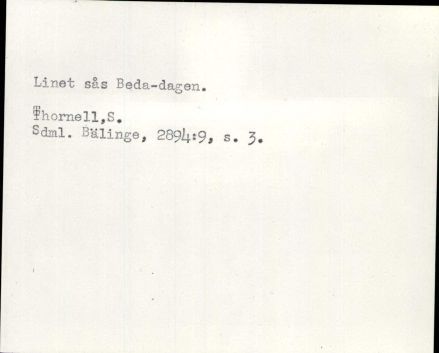 Linet sås Beda-dagen.
Thornell,S.
Sdml. Bälinge, 2894:9, s. 3.